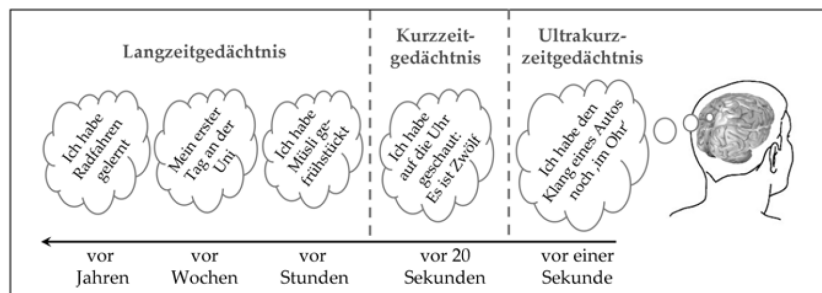 Langzeitgedächtnis
Kurzzeit-
gedächtnis
Ultrakurz-
zeitgedächtnis
Ich habe
Radfahren
gelernt
Mein erster
Tag an der
Uni
Ich habe
Müsli ge-
frühstückt
Ich habe
auf die Uhr
geschaut:
Es ist Zwölf
Ich habe den
Klang eines Autos
noch ‚im Ohr‘
vor
Jahren
vor
Wochen
vor
Stunden
vor 20
Sekunden
vor einer
Sekunde